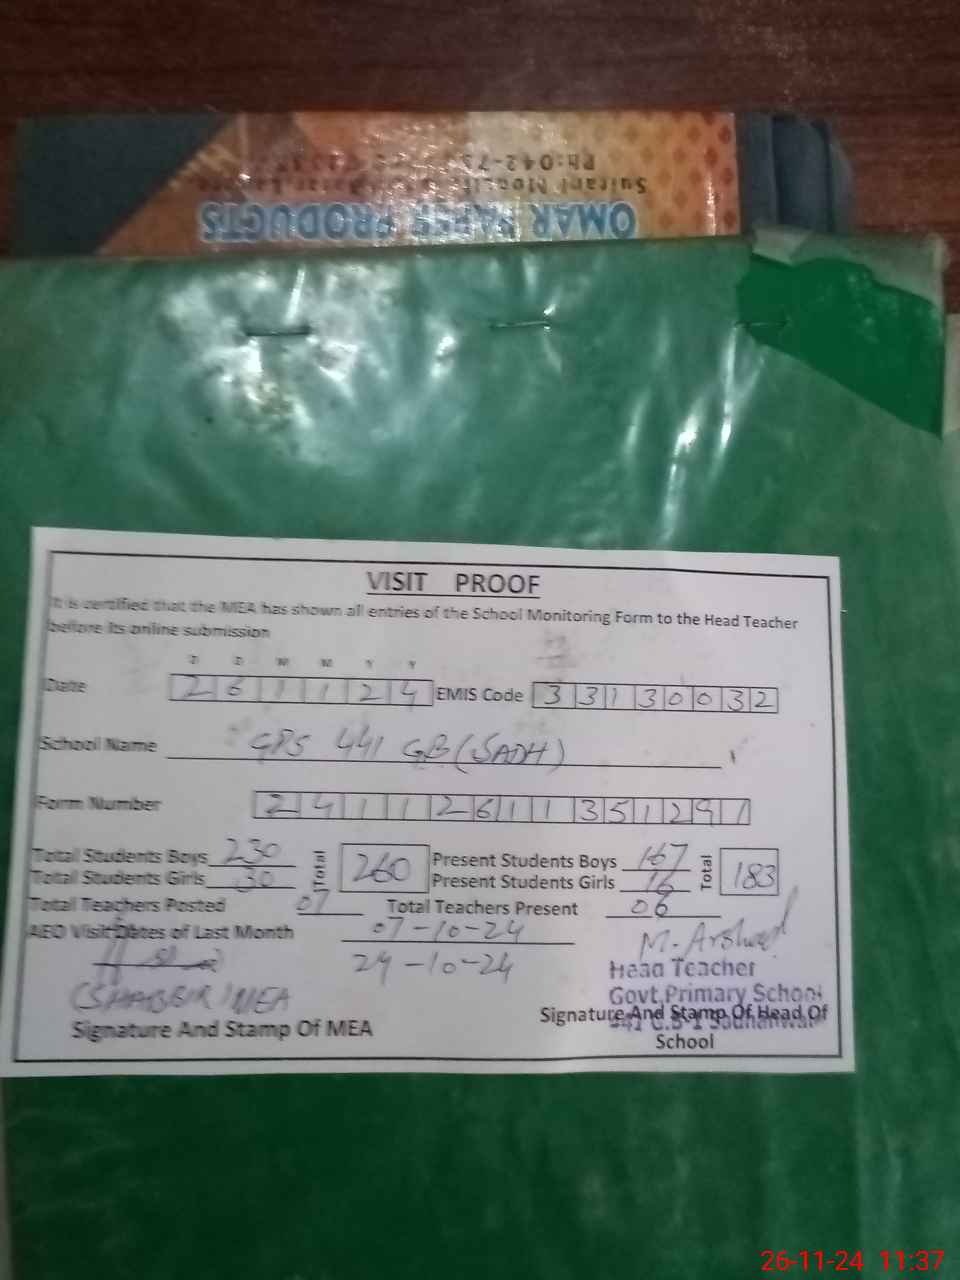 OMAR PAPER PRODUCTS
VISIT PROOF
It is certified that the MEA has shown all entries of the School Monitoring Form to the Head Teacher
before its online submission
D D M M Y Y
Date 2 6 1 1 2 4 EMIS Code 3 3 1 3 0 0 3 2
School Name GPS 441 GB (SADH)
Form Number 2 4 1 1 2 6 1 1 3 5 1 2 9 1
Total Students Boys 230 Total 260 Present Students Boys 167 Total 183
Total Students Girls 30 Present Students Girls 16
Total Teachers Posted 07 Total Teachers Present 06
AEO Visit Dates of Last Month 07-10-24
29-10-24
M. Arshad
Head Teacher
(SHABBIR) MEA
Govt. Primary School
Signature And Stamp Of MEA
Signature And Stamp Of Head Of
School
26-11-24 11:37